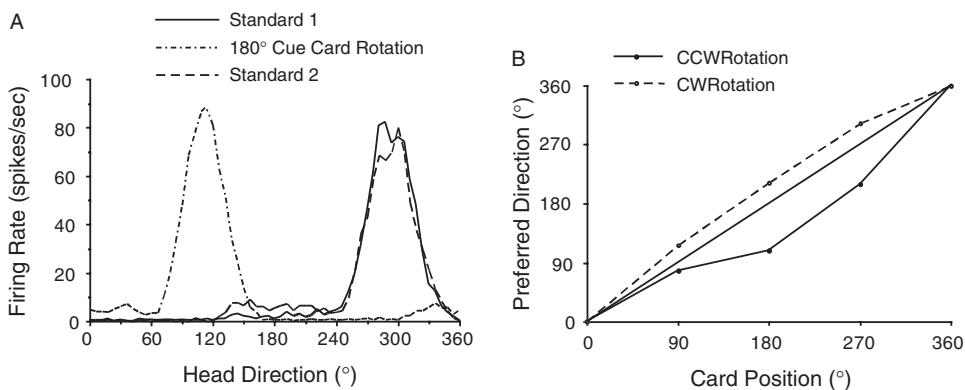 A
Standard 1
180° Cue Card Rotation
Standard 2
Firing Rate (spikes/sec)
100
80
60
40
20
0
0 60 120 180 240 300 360
Head Direction (°)
B
CCWRotation
CWRotation
Preferred Direction (°)
360
270
180
90
0
0 90 180 270 360
Card Position (°)